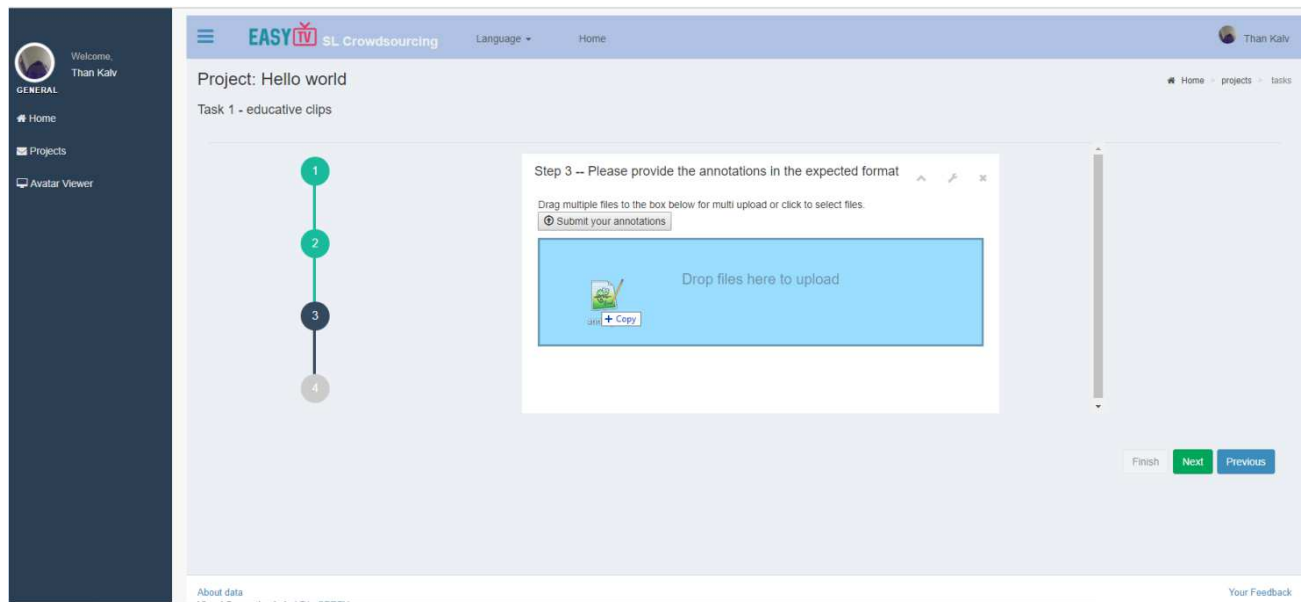 Welcome,
Than Kalv
GENERAL
Home
Projects
Avatar Viewer
EASYTV SL Crowdsourcing Language Home Than Kalv
Project: Hello world
Home projects tasks
Task 1 - educative clips
1
2
3
4
Step 3 -- Please provide the annotations in the expected format
Drag multiple files to the box below for multi upload or click to select files.
Submit your annotations
Drop files here to upload
+ Copy
Finish Next Previous
About data
Your Feedback